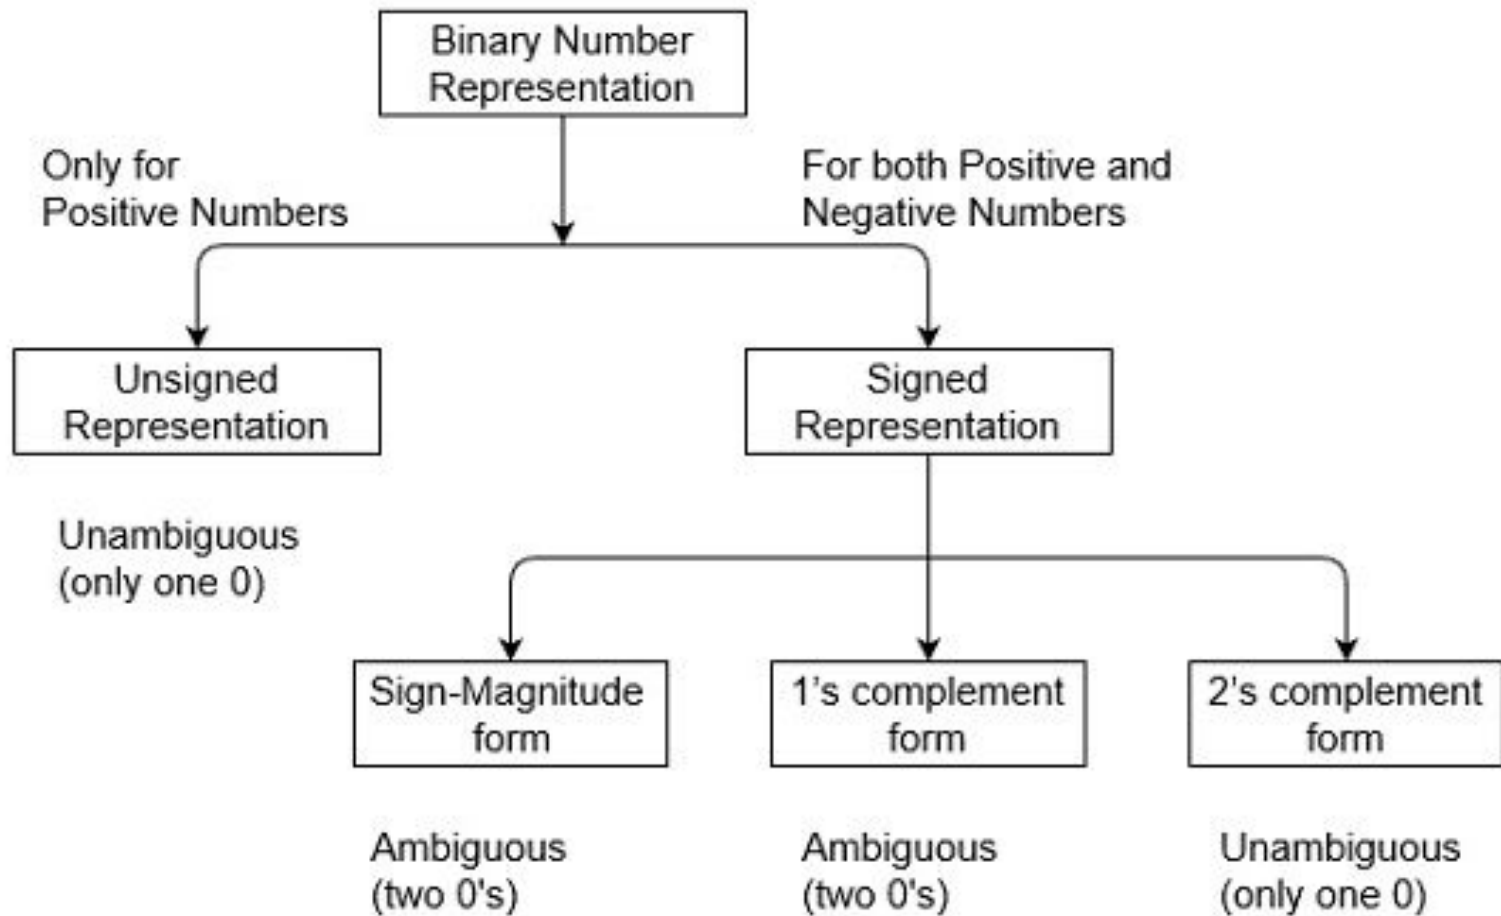 Binary Number
Representation
Only for
Positive Numbers
For both Positive and
Negative Numbers
Unsigned
Representation
Signed
Representation
Unambiguous
(only one 0)
Sign-Magnitude
form
1’s complement
form
2's complement
form
Ambiguous
(two 0's)
Ambiguous
(two 0's)
Unambiguous
(only one 0)